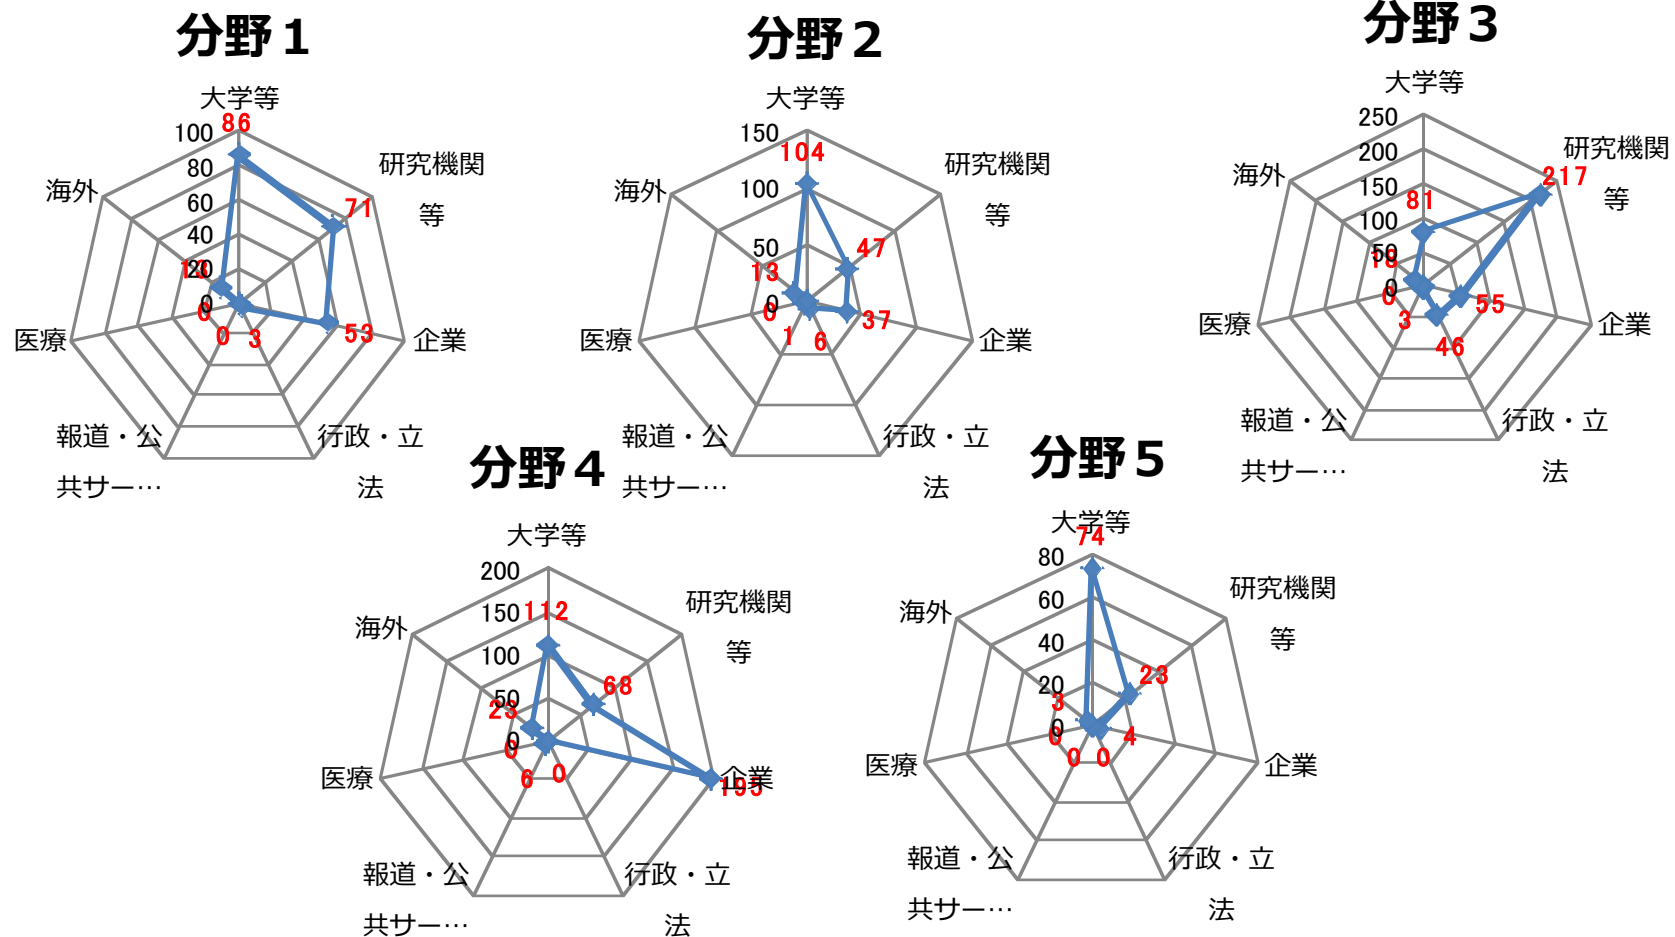 分野１
大学等
86
100
80
60
40
20
0
研究機関
等
71
企業
53
行政・立
法
3
報道・公
共サー…
0
医療
0
海外
13
分野２
大学等
104
150
100
50
0
研究機関
等
47
企業
37
行政・立
法
6
報道・公
共サー…
1
医療
0
海外
13
分野３
大学等
81
250
200
150
100
50
0
研究機関
等
217
企業
55
行政・立
法
46
報道・公
共サー…
3
医療
0
海外
18
分野４
大学等
112
200
150
100
50
0
研究機関
等
68
企業
195
行政・立
法
0
報道・公
共サー…
6
医療
0
海外
23
分野５
大学等
74
80
60
40
20
0
研究機関
等
23
企業
4
行政・立
法
0
報道・公
共サー…
0
医療
0
海外
3